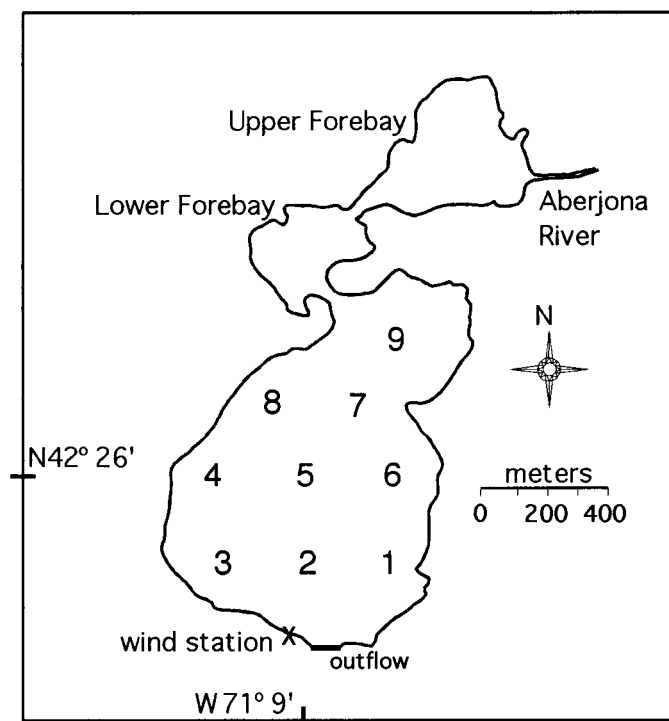 Upper Forebay
Lower Forebay
Aberjona
River
N
9
8 7
N42° 26'
4 5 6
meters
0 200 400
3 2 1
wind station X
outflow
W 71° 9'